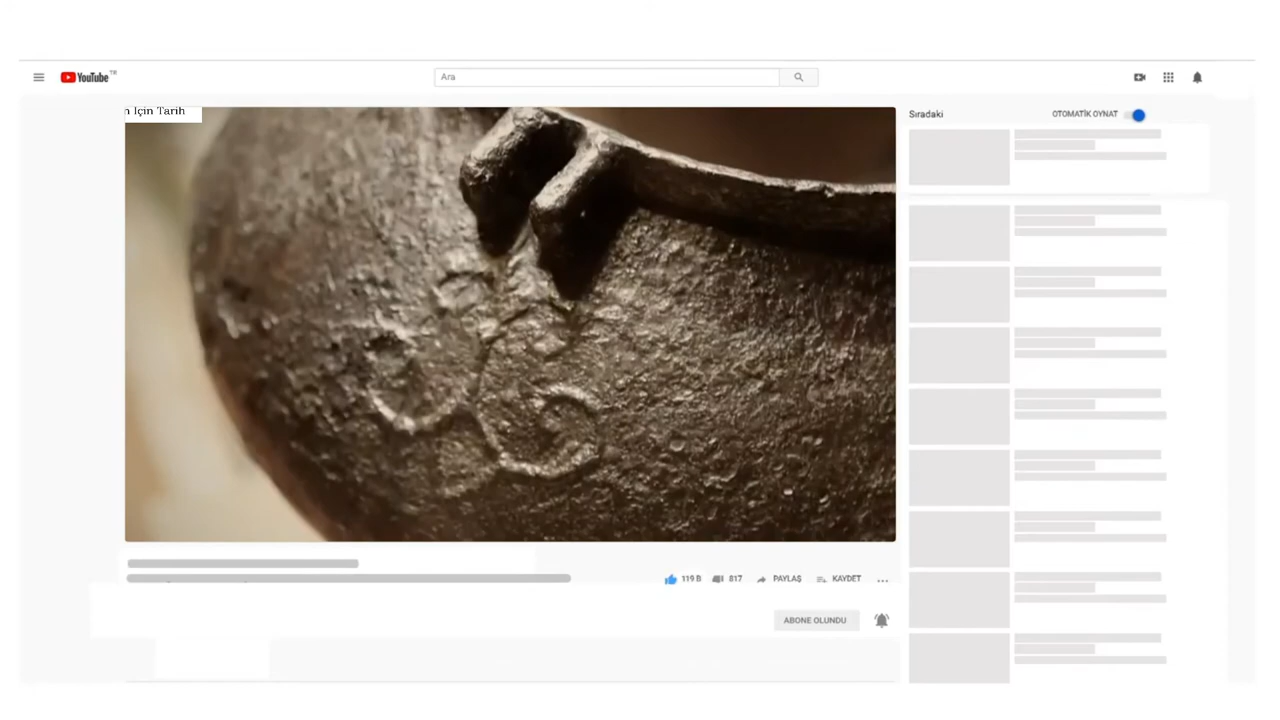 YouTube TR
Ara
n İçin Tarih
Sıradaki
OTOMATİK OYNAT
119 B
817
PAYLAŞ
KAYDET
ABONE OLUNDU